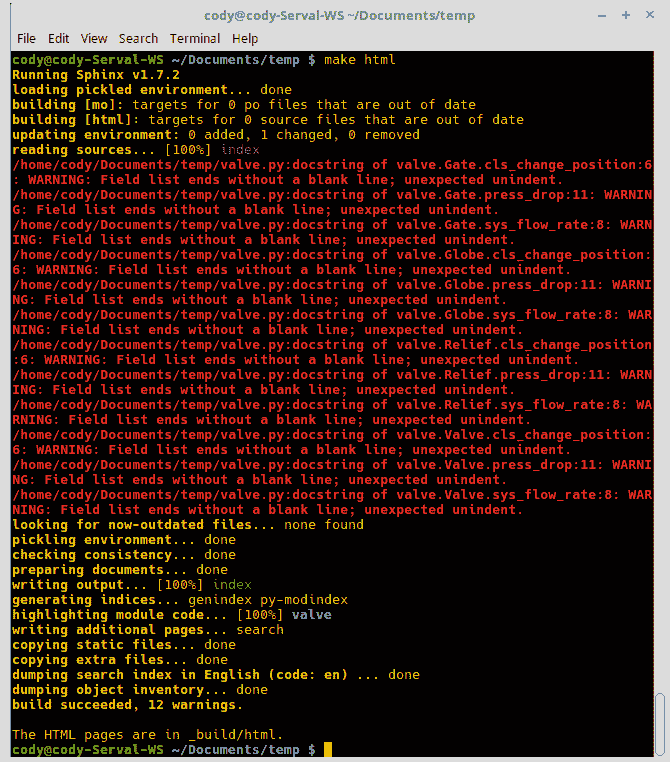 cody@cody-Serval-WS ~/Documents/temp
File Edit View Search Terminal Help
cody@cody-Serval-WS ~/Documents/temp $ make html
Running Sphinx v1.7.2
loading pickled environment... done
building [mo]: targets for 0 po files that are out of date
building [html]: targets for 0 source files that are out of date
updating environment: 0 added, 1 changed, 0 removed
reading sources... [100%] index
/home/cody/Documents/temp/valve.py:docstring of valve.Gate.cls_change_position:6
: WARNING: Field list ends without a blank line; unexpected unindent.
/home/cody/Documents/temp/valve.py:docstring of valve.Gate.press_drop:11: WARNIN
G: Field list ends without a blank line; unexpected unindent.
/home/cody/Documents/temp/valve.py:docstring of valve.Gate.sys_flow_rate:8: WARN
ING: Field list ends without a blank line; unexpected unindent.
/home/cody/Documents/temp/valve.py:docstring of valve.Globe.cls_change_position:
6: WARNING: Field list ends without a blank line; unexpected unindent.
/home/cody/Documents/temp/valve.py:docstring of valve.Globe.press_drop:11: WARNI
NG: Field list ends without a blank line; unexpected unindent.
/home/cody/Documents/temp/valve.py:docstring of valve.Globe.sys_flow_rate:8: WAR
NING: Field list ends without a blank line; unexpected unindent.
/home/cody/Documents/temp/valve.py:docstring of valve.Relief.cls_change_position
:6: WARNING: Field list ends without a blank line; unexpected unindent.
/home/cody/Documents/temp/valve.py:docstring of valve.Relief.press_drop:11: WARN
ING: Field list ends without a blank line; unexpected unindent.
/home/cody/Documents/temp/valve.py:docstring of valve.Relief.sys_flow_rate:8: WA
RNING: Field list ends without a blank line; unexpected unindent.
/home/cody/Documents/temp/valve.py:docstring of valve.Valve.cls_change_position:
6: WARNING: Field list ends without a blank line; unexpected unindent.
/home/cody/Documents/temp/valve.py:docstring of valve.Valve.press_drop:11: WARNI
NG: Field list ends without a blank line; unexpected unindent.
/home/cody/Documents/temp/valve.py:docstring of valve.Valve.sys_flow_rate:8: WAR
NING: Field list ends without a blank line; unexpected unindent.
looking for now-outdated files... none found
pickling environment... done
checking consistency... done
preparing documents... done
writing output... [100%] index
generating indices... genindex py-modindex
highlighting module code... [100%] valve
writing additional pages... search
copying static files... done
copying extra files... done
dumping search index in English (code: en) ... done
dumping object inventory... done
build succeeded, 12 warnings.
The HTML pages are in _build/html.
cody@cody-Serval-WS ~/Documents/temp $